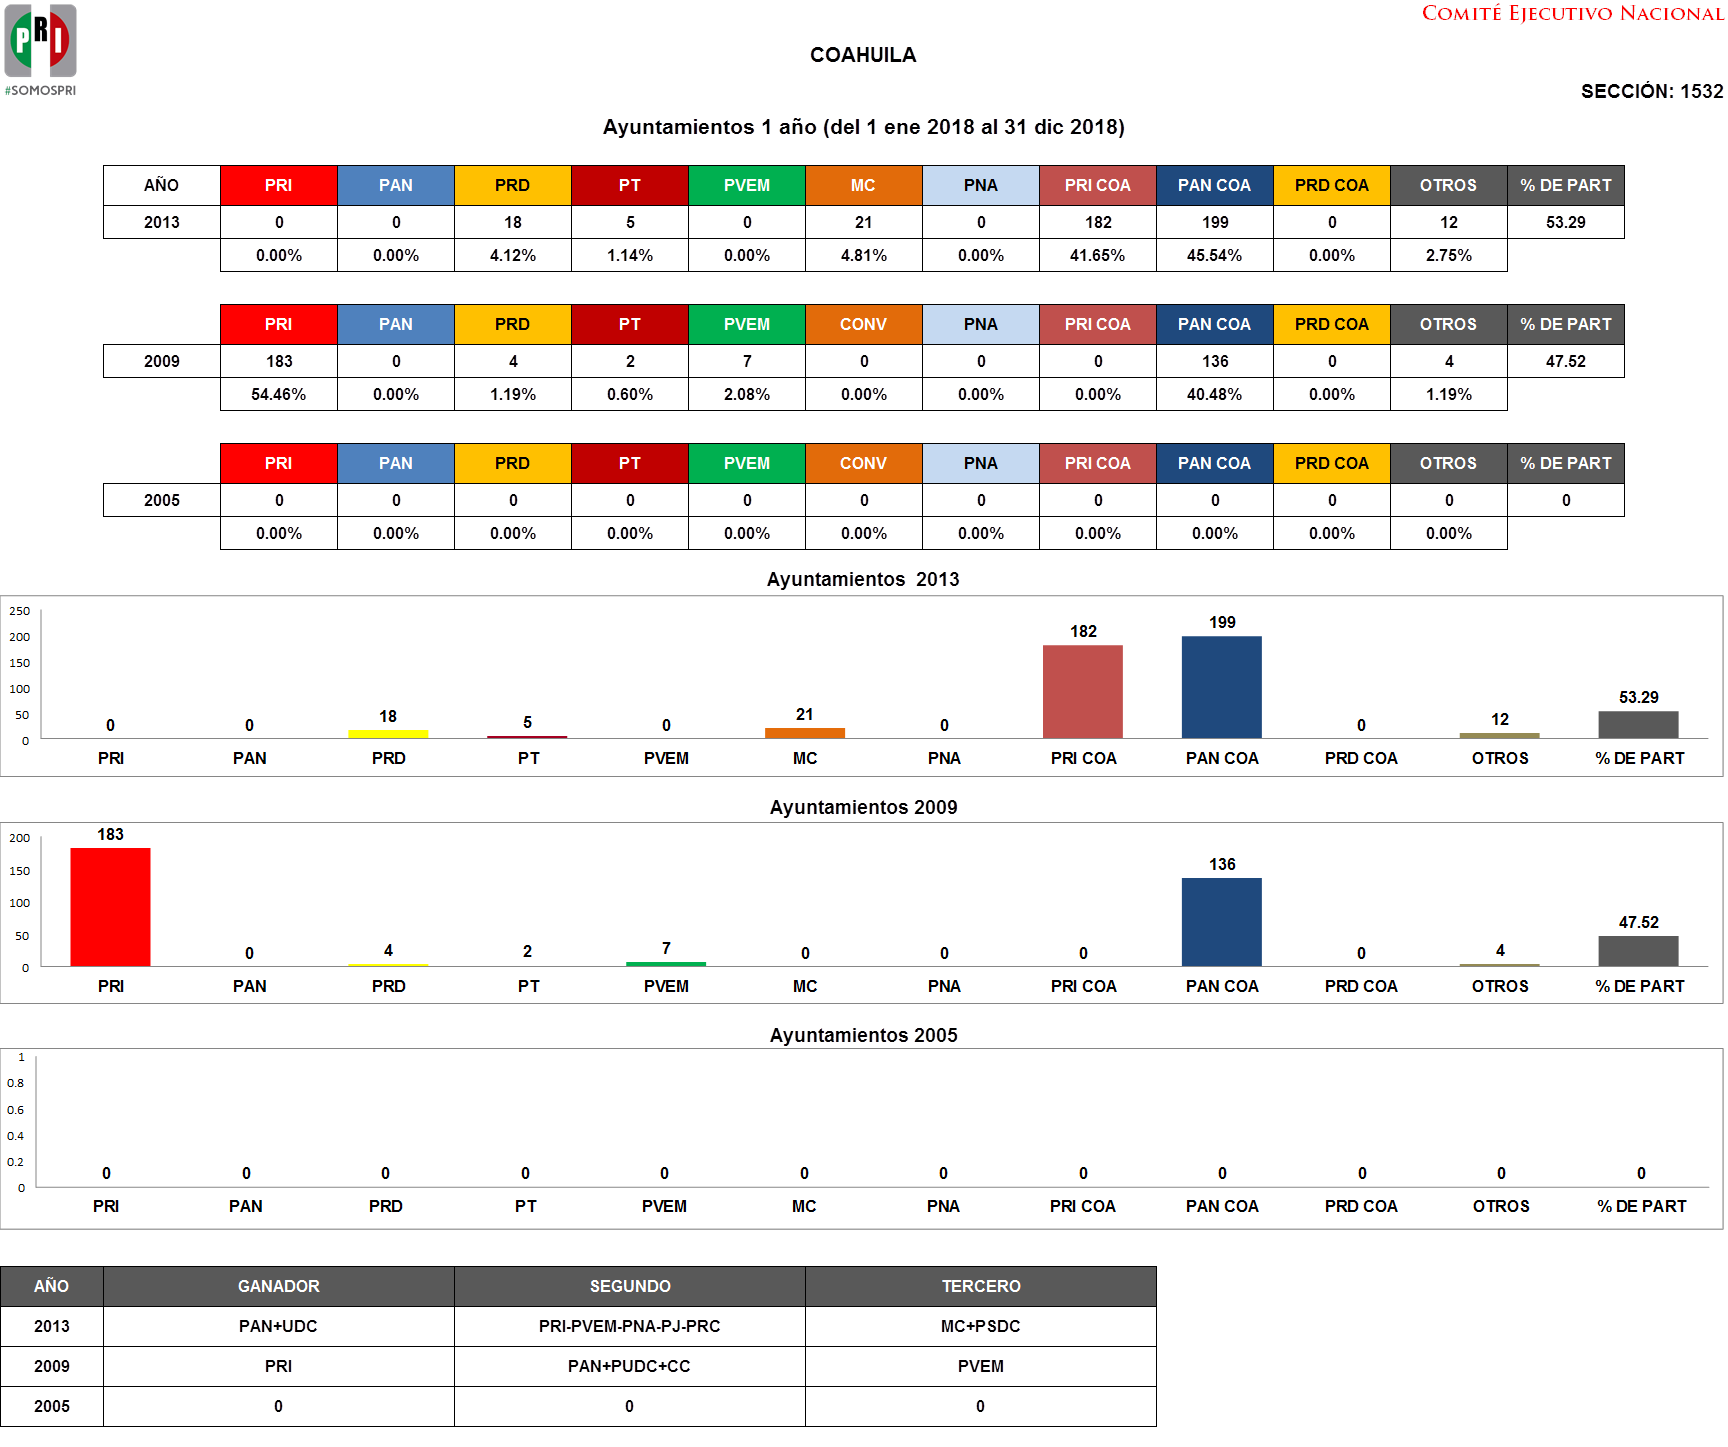 PRI
#SOMOSPRI
COMITÉ EJECUTIVO NACIONAL
COAHUILA
SECCIÓN: 1532
Ayuntamientos 1 año (del 1 ene 2018 al 31 dic 2018)
AÑO PRI PAN PRD PT PVEM MC PNA PRI COA PAN COA PRD COA OTROS % DE PART
2013 0 0 18 5 0 21 0 182 199 0 12 53.29
0.00% 0.00% 4.12% 1.14% 0.00% 4.81% 0.00% 41.65% 45.54% 0.00% 2.75%
PRI PAN PRD PT PVEM CONV PNA PRI COA PAN COA PRD COA OTROS % DE PART
2009 183 0 4 2 7 0 0 0 136 0 4 47.52
54.46% 0.00% 1.19% 0.60% 2.08% 0.00% 0.00% 0.00% 40.48% 0.00% 1.19%
PRI PAN PRD PT PVEM CONV PNA PRI COA PAN COA PRD COA OTROS % DE PART
2005 0 0 0 0 0 0 0 0 0 0 0 0
0.00% 0.00% 0.00% 0.00% 0.00% 0.00% 0.00% 0.00% 0.00% 0.00% 0.00%
Ayuntamientos 2013
250
200
150
100
50
0
0 0 18 5 0 21 0 182 199 0 12 53.29
PRI PAN PRD PT PVEM MC PNA PRI COA PAN COA PRD COA OTROS % DE PART
Ayuntamientos 2009
200
150
100
50
0
183 0 4 2 7 0 0 0 136 0 4 47.52
PRI PAN PRD PT PVEM MC PNA PRI COA PAN COA PRD COA OTROS % DE PART
Ayuntamientos 2005
1
0.8
0.6
0.4
0.2
0
0 0 0 0 0 0 0 0 0 0 0 0
PRI PAN PRD PT PVEM MC PNA PRI COA PAN COA PRD COA OTROS % DE PART
AÑO GANADOR SEGUNDO TERCERO
2013 PAN+UDC PRI-PVEM-PNA-PJ-PRC MC+PSDC
2009 PRI PAN+PUDC+CC PVEM
2005 0 0 0